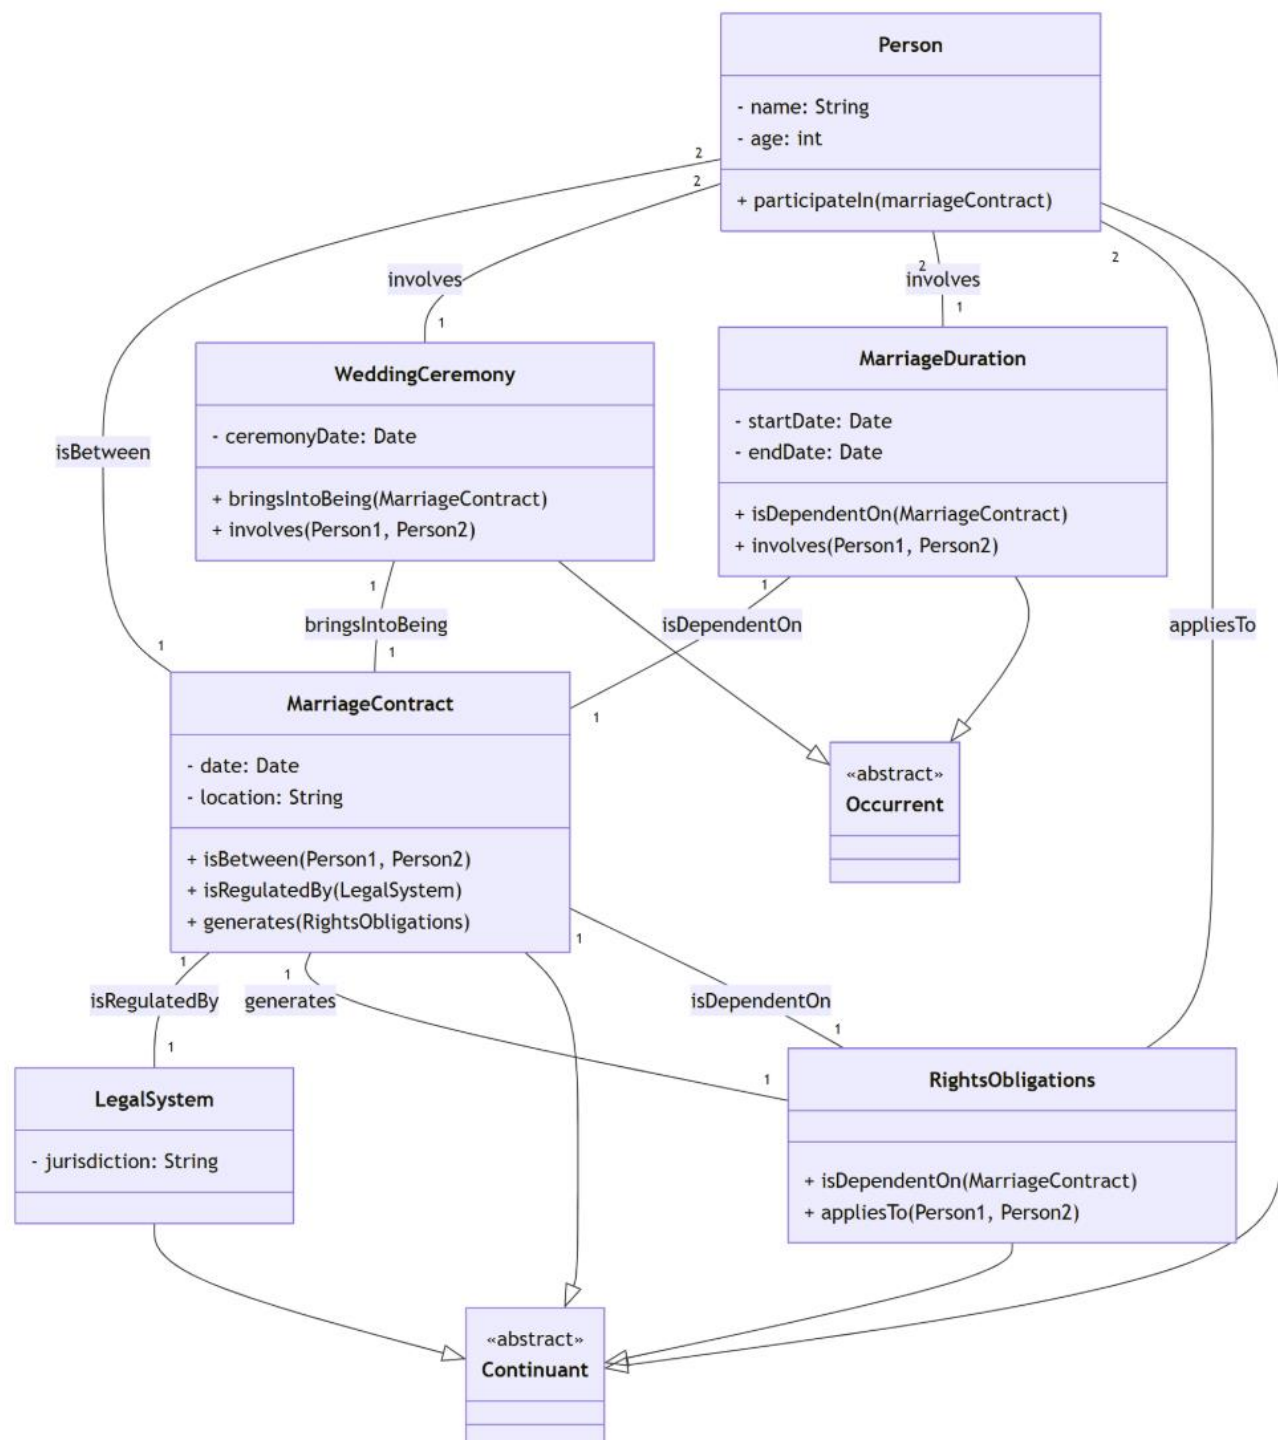 Person
- name: String
- age: int
+ participateIn(marriageContract)
2
2
2
2
involves
involves
1
1
WeddingCeremony
- ceremonyDate: Date
+ bringsIntoBeing(MarriageContract)
+ involves(Person1, Person2)
MarriageDuration
- startDate: Date
- endDate: Date
+ isDependentOn(MarriageContract)
+ involves(Person1, Person2)
isBetween
1
1
bringsIntoBeing
isDependentOn
appliesTo
1
1
1
MarriageContract
- date: Date
- location: String
+ isBetween(Person1, Person2)
+ isRegulatedBy(LegalSystem)
+ generates(RightsObligations)
«abstract»
Occurrent
1
1
1
isRegulatedBy
generates
isDependentOn
1
1
1
LegalSystem
- jurisdiction: String
RightsObligations
+ isDependentOn(MarriageContract)
+ appliesTo(Person1, Person2)
«abstract»
Continuant